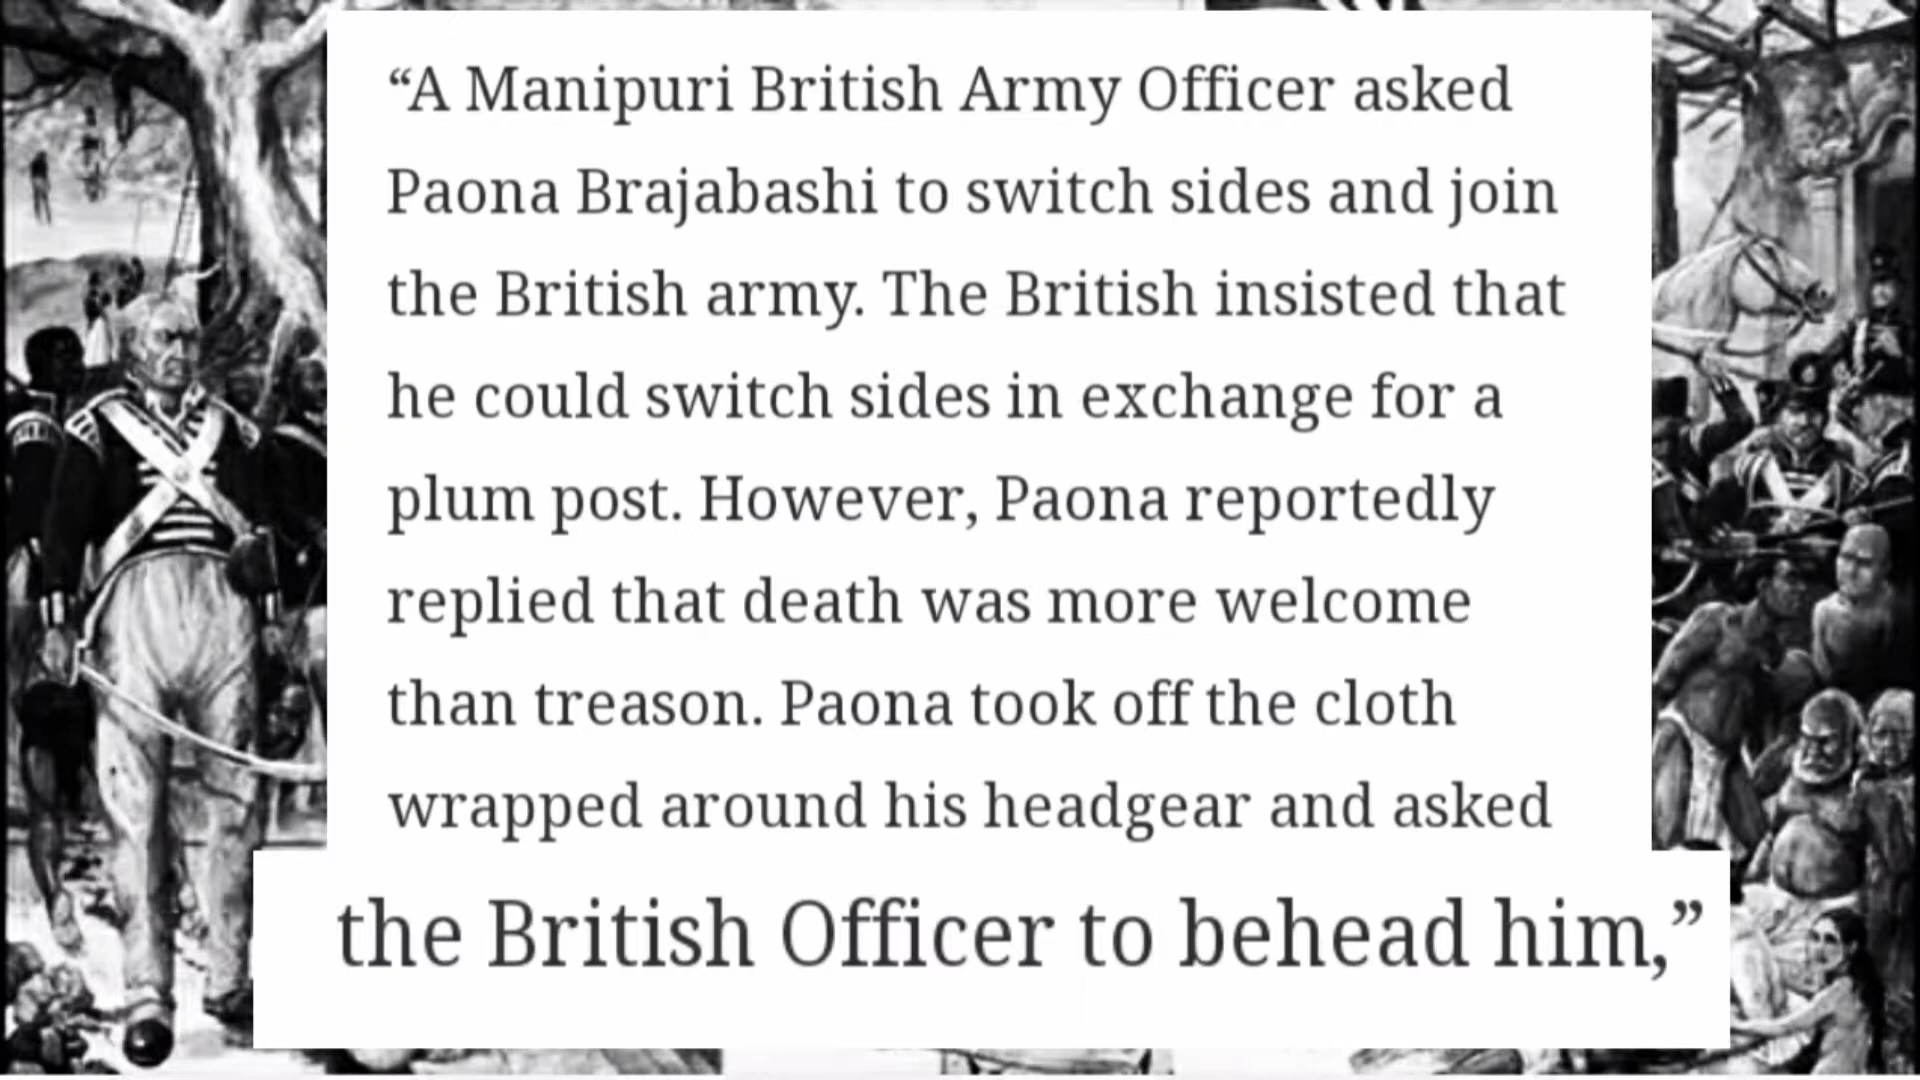 “A Manipuri British Army Officer asked
Paona Brajabashi to switch sides and join
the British army. The British insisted that
he could switch sides in exchange for a
plum post. However, Paona reportedly
replied that death was more welcome
than treason. Paona took off the cloth
wrapped around his headgear and asked
the British Officer to behead him,”